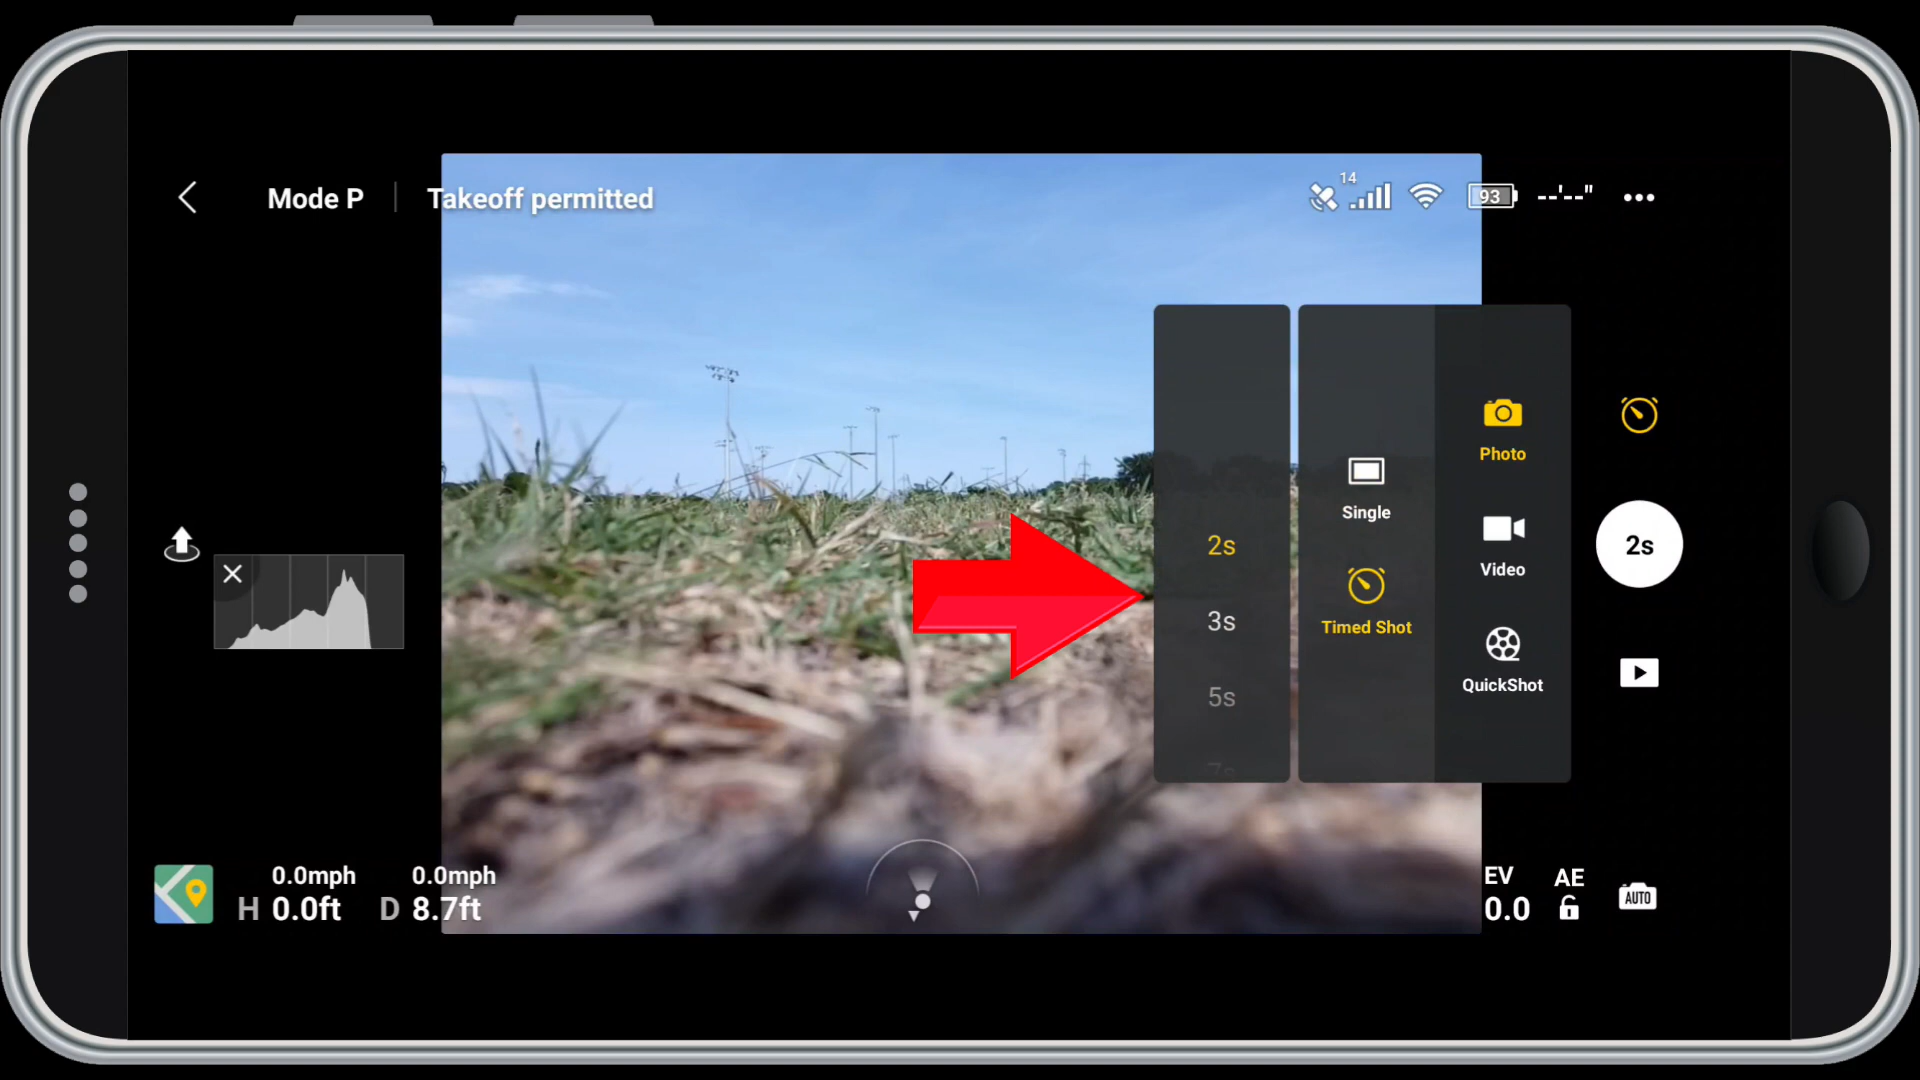 Mode P
Takeoff permitted
14
93
--'--"
Photo
Single
2s
Video
2s
3s
Timed Shot
5s
QuickShot
7s
0.0mph
0.0mph
H 0.0ft
D 8.7ft
EV
AE
0.0
AUTO